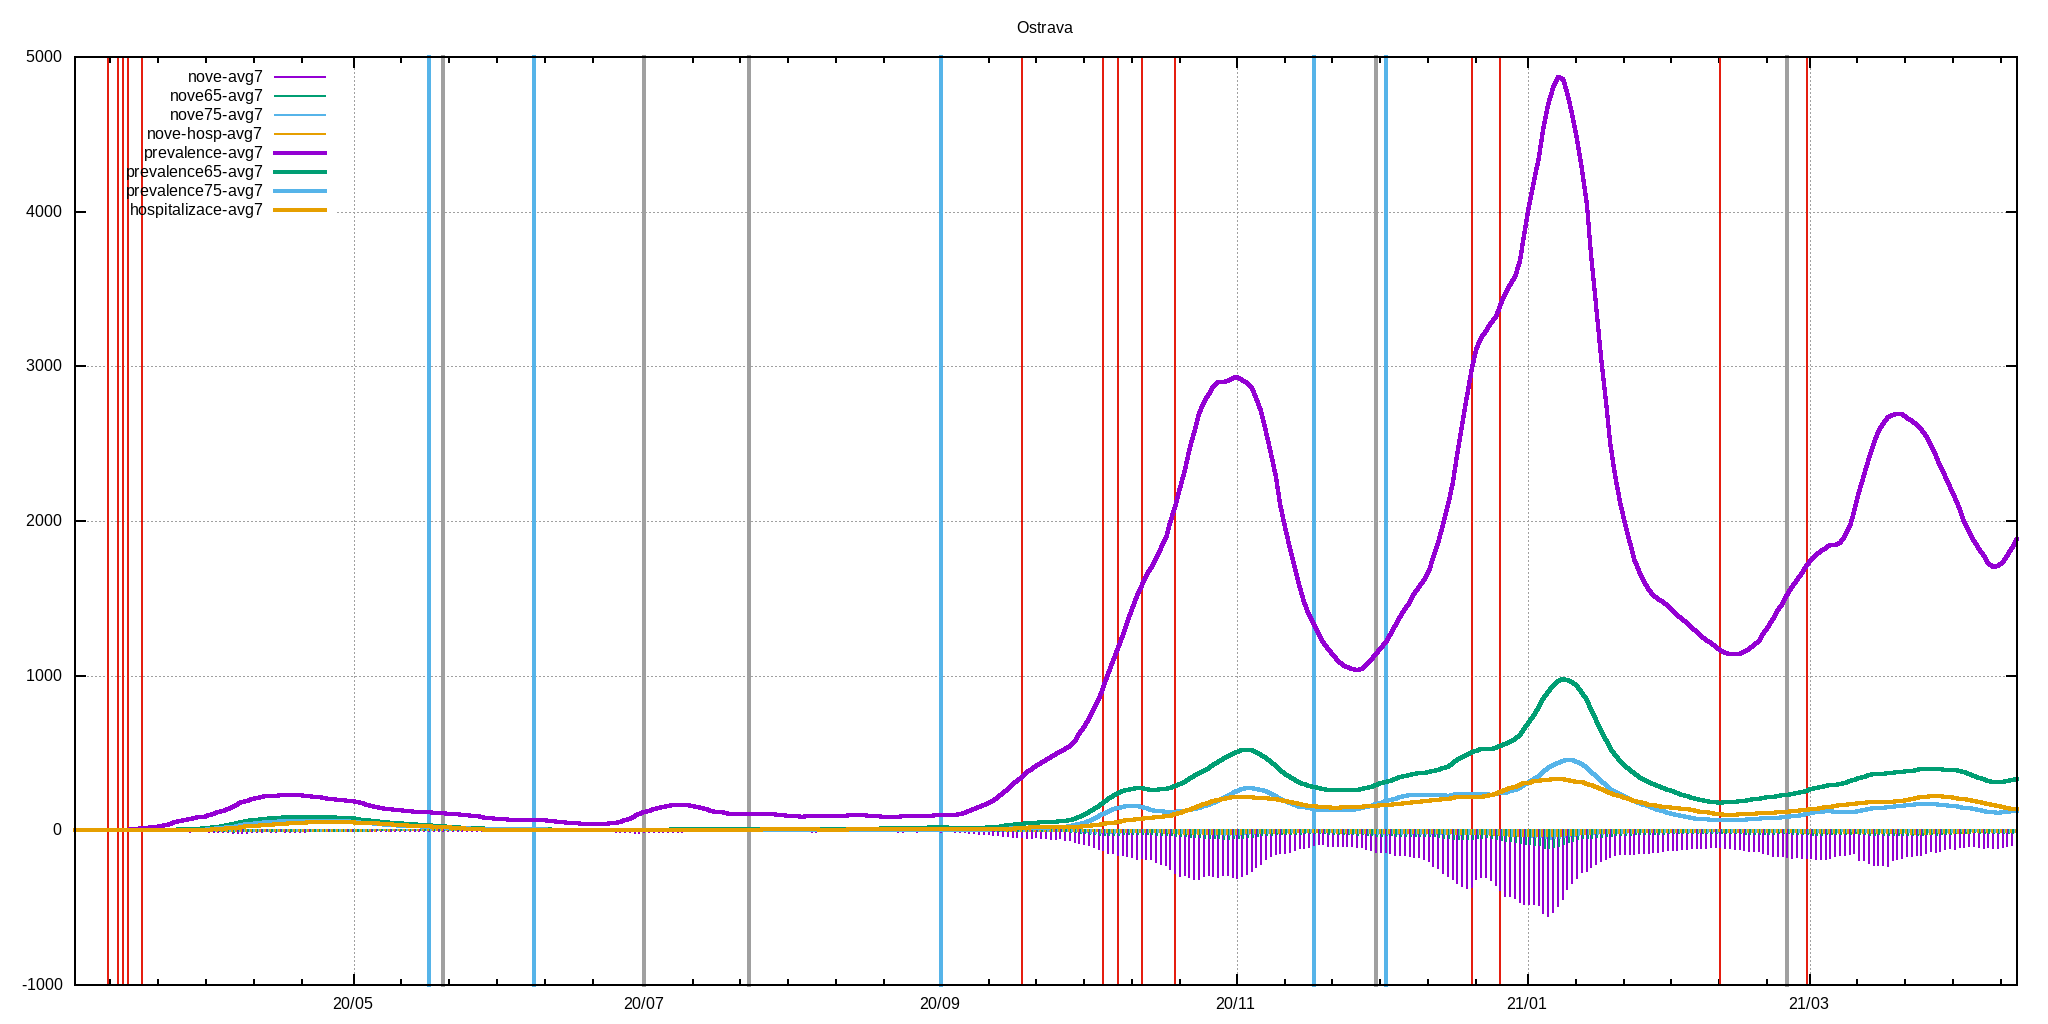 Ostrava
5000
4000
3000
2000
1000
0
-1000
nove-avg7
nove65-avg7
nove75-avg7
nove-hosp-avg7
prevalence-avg7
prevalence65-avg7
prevalence75-avg7
hospitalizace-avg7
20/05
20/07
20/09
20/11
21/01
21/03